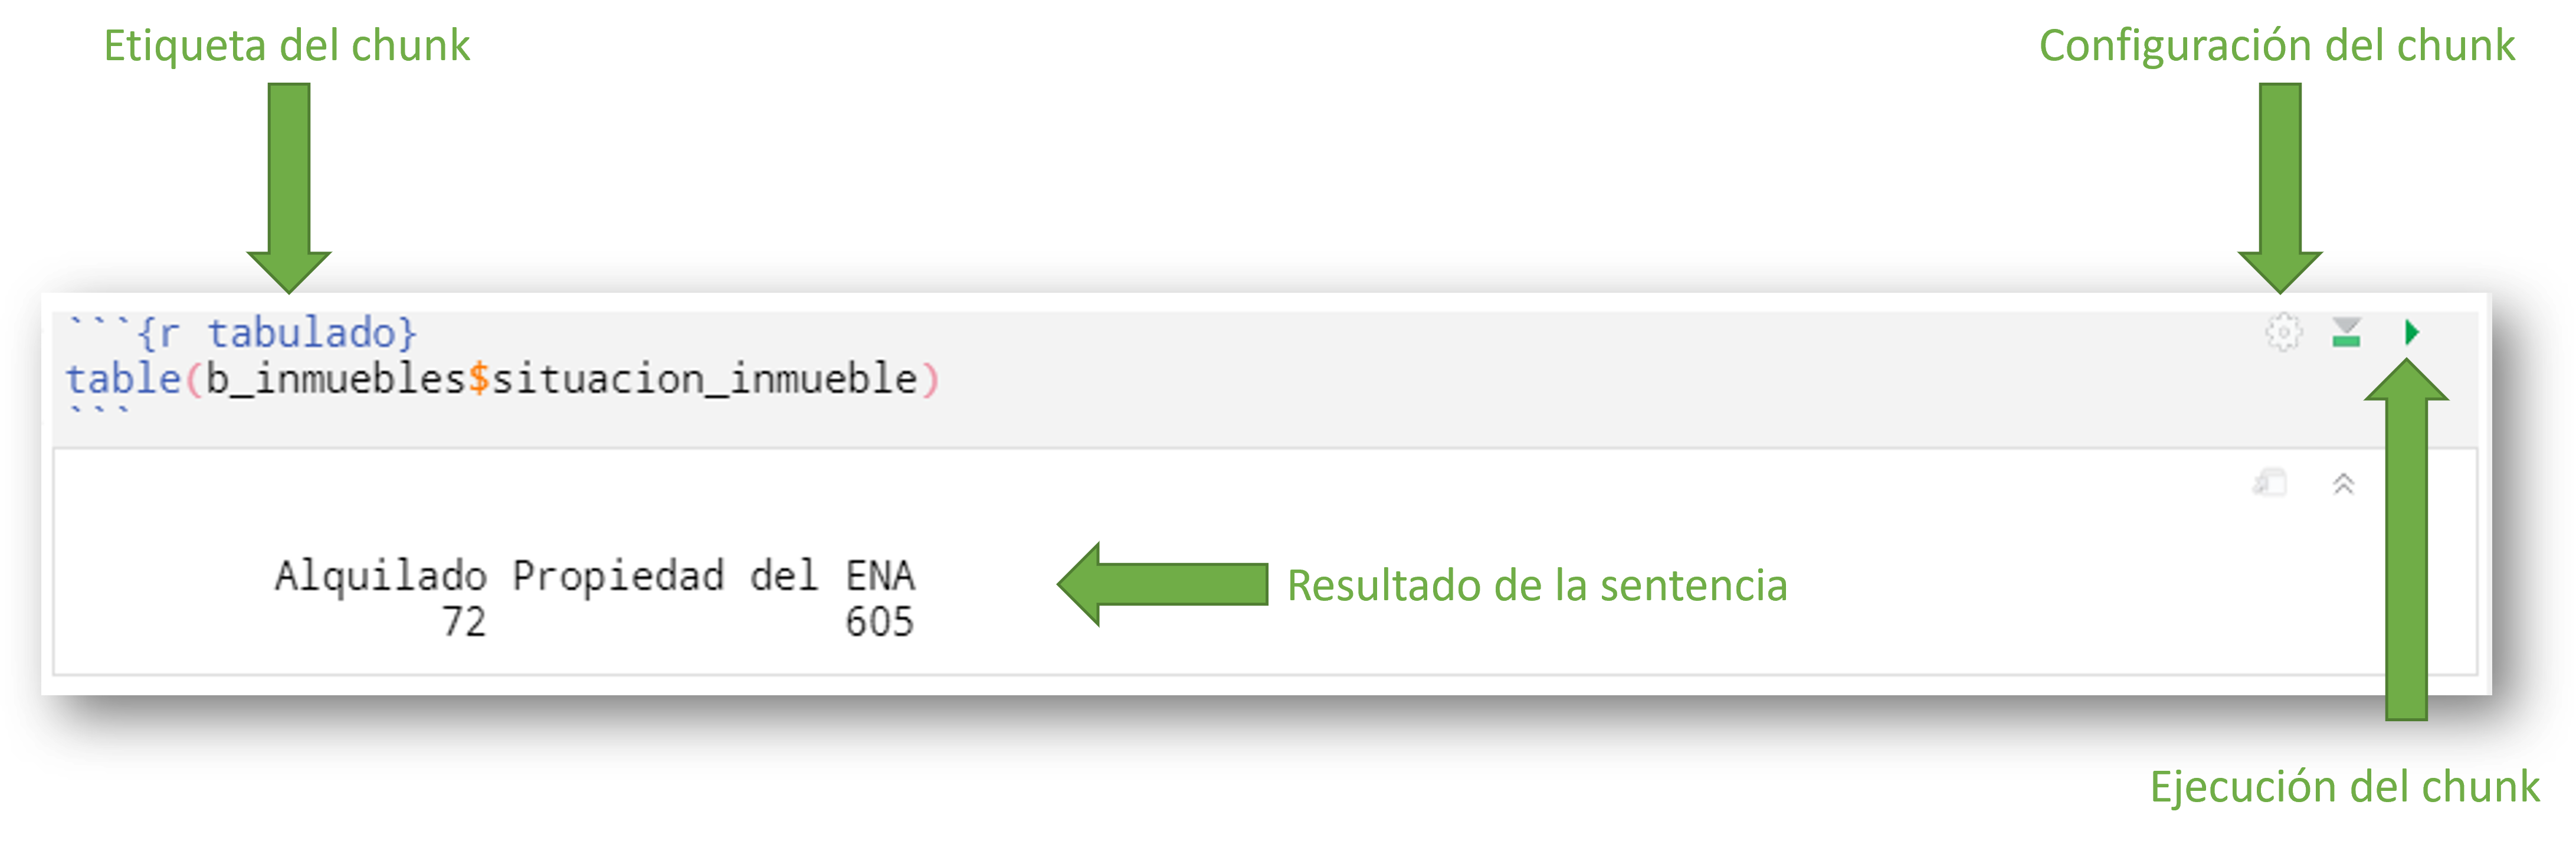 Etiqueta del chunk
Configuración del chunk
```{r tabulado}
table(b_inmuebles$situacion_inmueble)
```
Alquilado Propiedad del ENA
72 605
Resultado de la sentencia
Ejecución del chunk